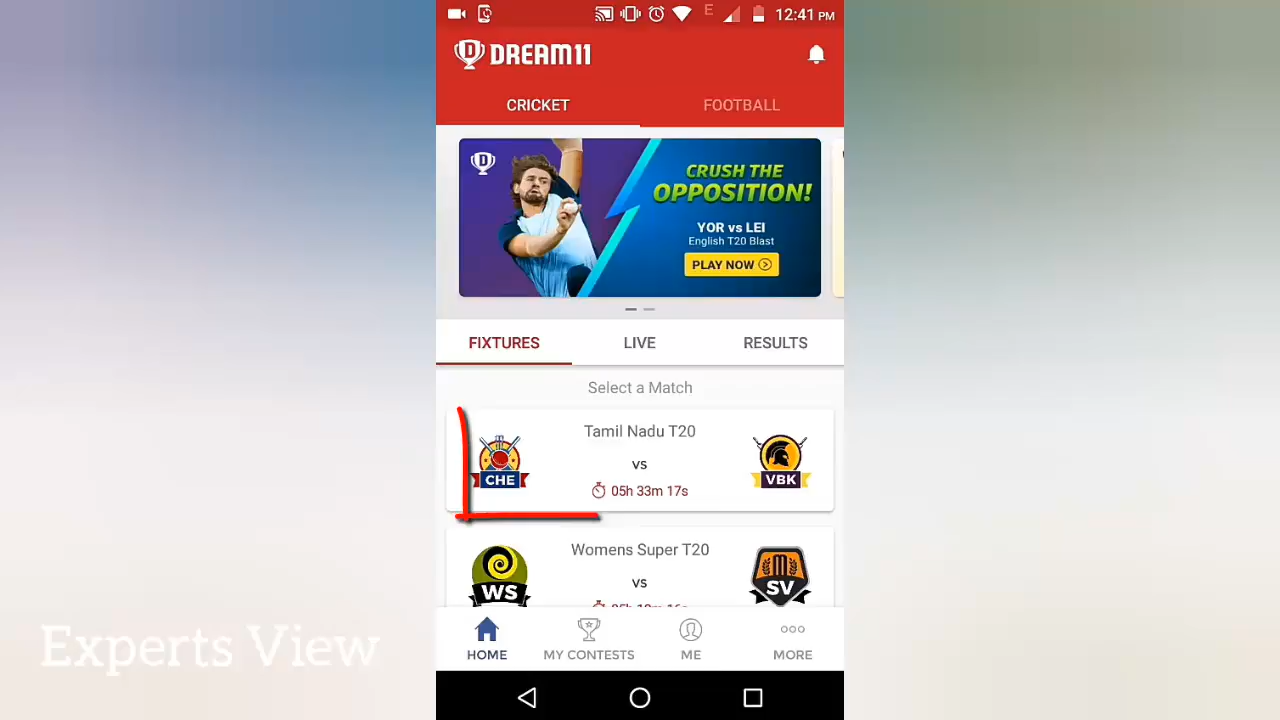 E
12:41 PM
DREAM11
CRICKET
FOOTBALL
CRUSH THE
OPPOSITION!
YOR vs LEI
English T20 Blast
PLAY NOW
FIXTURES
LIVE
RESULTS
Select a Match
Tamil Nadu T20
CHE
vs
VBK
05h 33m 17s
Womens Super T20
WS
vs
SV
Experts View
HOME
MY CONTESTS
ME
MORE